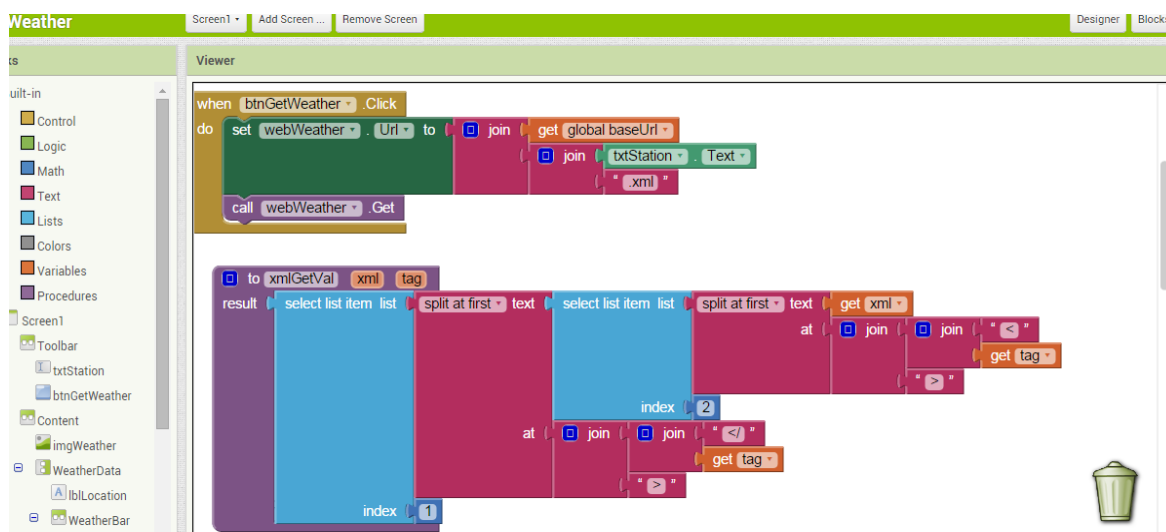 Weather
Screen1
Add Screen ...
Remove Screen
Designer
Blocks
Viewer
Control
Logic
Math
Text
Lists
Colors
Variables
Procedures
Screen1
Toolbar
txtStation
btnGetWeather
Content
imgWeather
WeatherData
lblLocation
WeatherBar
when btnGetWeather .Click
do set webWeather . Url to join get global baseUrl
join txtStation . Text
" .xml "
call webWeather .Get
to xmlGetVal xml tag
result select list item list split at first text select list item list split at first text get xml
at join join " < "
get tag
" > "
index 2
at join join " </ "
get tag
" > "
index 1